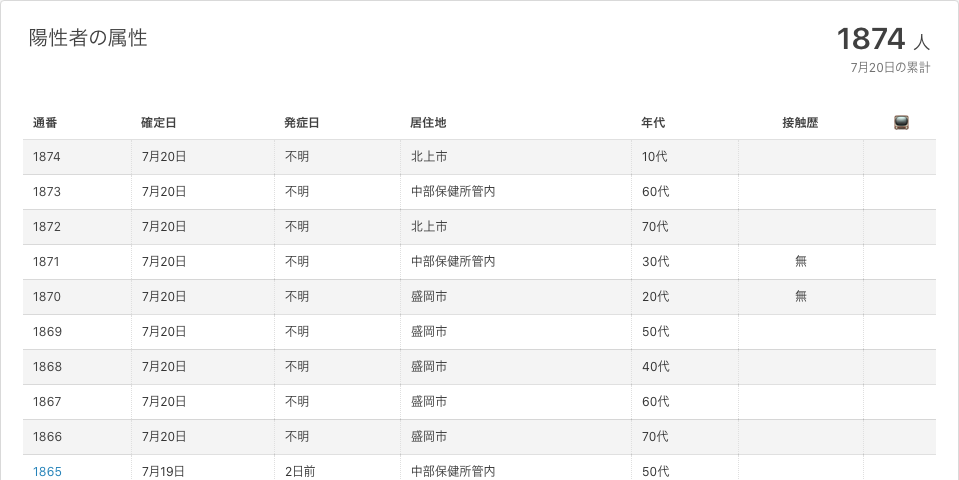 陽性者の属性
1874 人
7月20日の累計
通番 確定日 発症日 居住地 年代 接触歴
1874 7月20日 不明 北上市 10代
1873 7月20日 不明 中部保健所管内 60代
1872 7月20日 不明 北上市 70代
1871 7月20日 不明 中部保健所管内 30代 無
1870 7月20日 不明 盛岡市 20代 無
1869 7月20日 不明 盛岡市 50代
1868 7月20日 不明 盛岡市 40代
1867 7月20日 不明 盛岡市 60代
1866 7月20日 不明 盛岡市 70代
1865 7月19日 2日前 中部保健所管内 50代